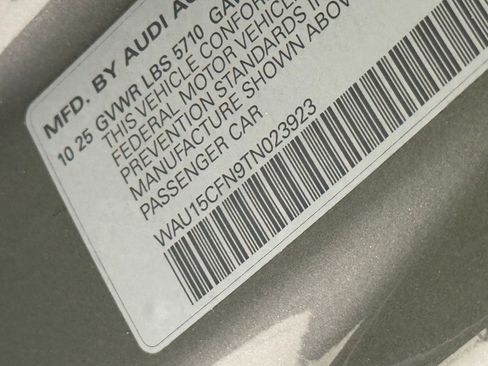 MFD. BY AUDI AG
10 25 GVWR LBS 5710
THIS VEHICLE
FEDERAL MOTOR VEHICLE
PREVENTION STANDARDS
MANUFACTURE SHOWN ABOVE
PASSENGER CAR
WAU15CFN9TN023923